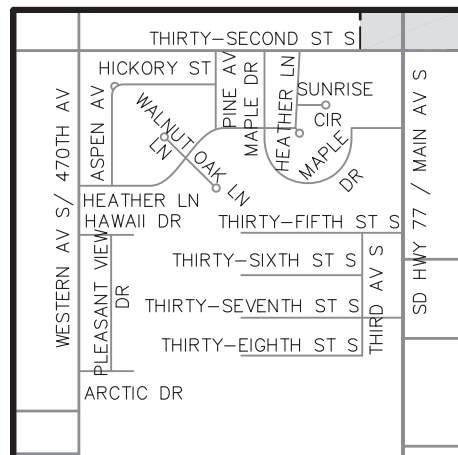 THIRTY-SECOND ST S
HICKORY ST
PINE AV
MAPLE DR
HEATHER LN
SUNRISE
CIR
ASPEN AV
WALNUT
LN
OAK LN
MAPLE
DR
WESTERN AV S/ 470TH AV
SD HWY 77 / MAIN AV S
HEATHER LN
HAWAII DR
THIRTY-FIFTH ST S
PLEASANT VIEW
DR
THIRTY-SIXTH ST S
THIRD AV S
THIRTY-SEVENTH ST S
THIRTY-EIGHTH ST S
ARCTIC DR